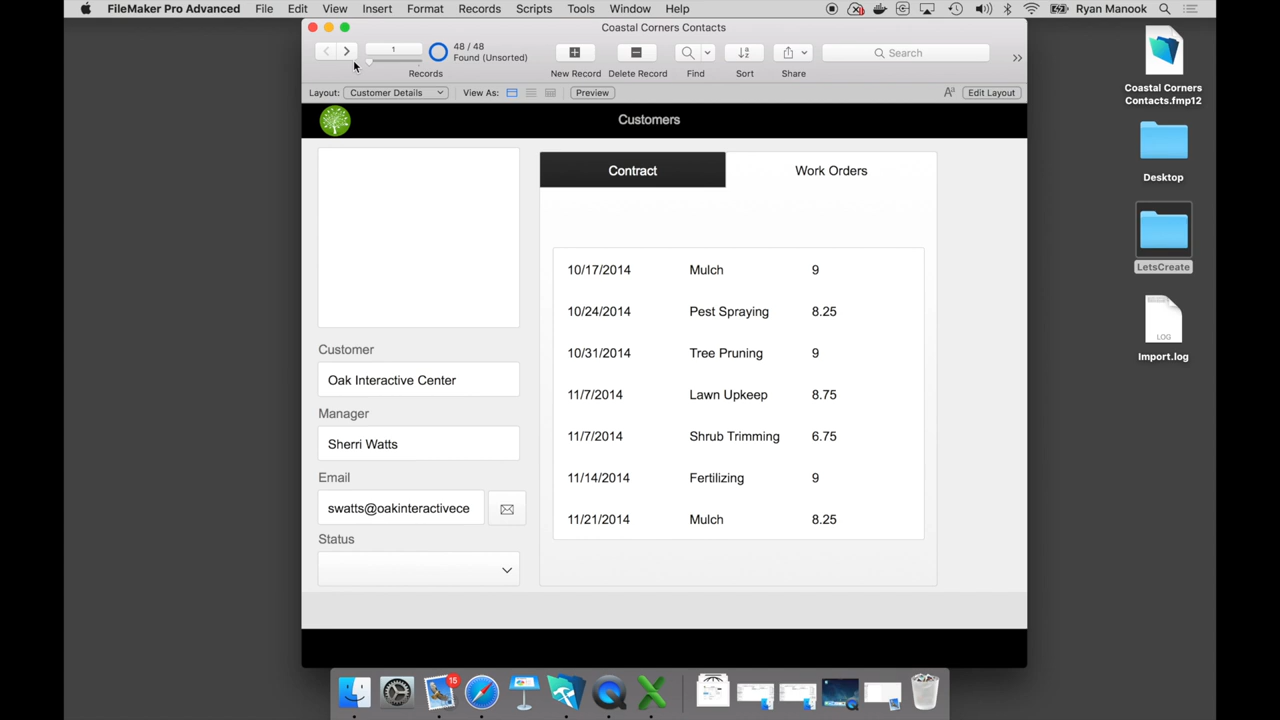 FileMaker Pro Advanced File Edit View Insert Format Records Scripts Tools Window Help Ryan Manook
Coastal Corners Contacts
1
48 / 48
Found (Unsorted)
Records
New Record
Delete Record
Find
Sort
Share
Search
Layout: Customer Details View As: Preview Edit Layout
Customers
Contract Work Orders
10/17/2014 Mulch 9
10/24/2014 Pest Spraying 8.25
10/31/2014 Tree Pruning 9
11/7/2014 Lawn Upkeep 8.75
11/7/2014 Shrub Trimming 6.75
11/14/2014 Fertilizing 9
11/21/2014 Mulch 8.25
Customer
Oak Interactive Center
Manager
Sherri Watts
Email
swatts@oakinteractivece
Status
Coastal Corners
Contacts.fmp12
Desktop
LetsCreate
LOG
Import.log
15